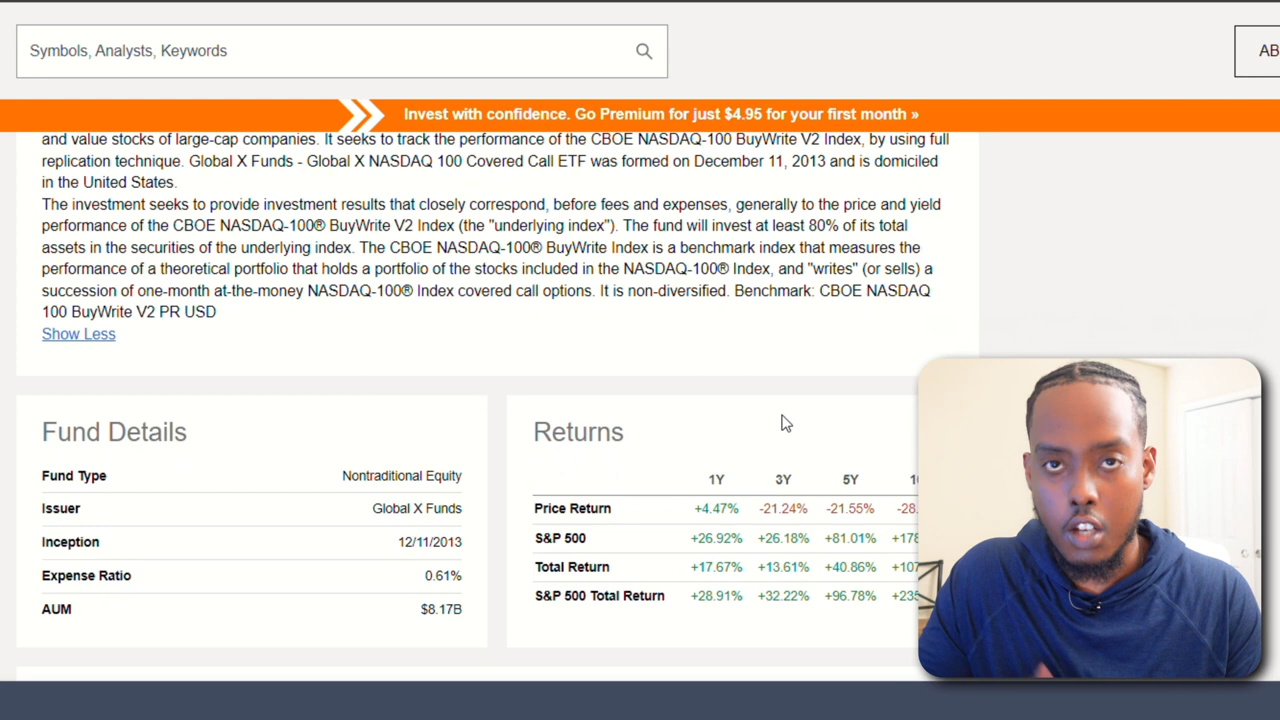 Symbols, Analysts, Keywords
AB
Invest with confidence. Go Premium for just $4.95 for your first month »
and value stocks of large-cap companies. It seeks to track the performance of the CBOE NASDAQ-100 BuyWrite V2 Index, by using full
replication technique. Global X Funds - Global X NASDAQ 100 Covered Call ETF was formed on December 11, 2013 and is domiciled
in the United States.
The investment seeks to provide investment results that closely correspond, before fees and expenses, generally to the price and yield
performance of the CBOE NASDAQ-100® BuyWrite V2 Index (the "underlying index"). The fund will invest at least 80% of its total
assets in the securities of the underlying index. The CBOE NASDAQ-100® BuyWrite Index is a benchmark index that measures the
performance of a theoretical portfolio that holds a portfolio of the stocks included in the NASDAQ-100® Index, and "writes" (or sells) a
succession of one-month at-the-money NASDAQ-100® Index covered call options. It is non-diversified. Benchmark: CBOE NASDAQ
100 BuyWrite V2 PR USD
Show Less
Fund Details
Fund Type Nontraditional Equity
Issuer Global X Funds
Inception 12/11/2013
Expense Ratio 0.61%
AUM $8.17B
Returns
1Y 3Y 5Y 1
Price Return +4.47% -21.24% -21.55% -28.
S&P 500 +26.92% +26.18% +81.01% +178
Total Return +17.67% +13.61% +40.86% +107
S&P 500 Total Return +28.91% +32.22% +96.78% +235